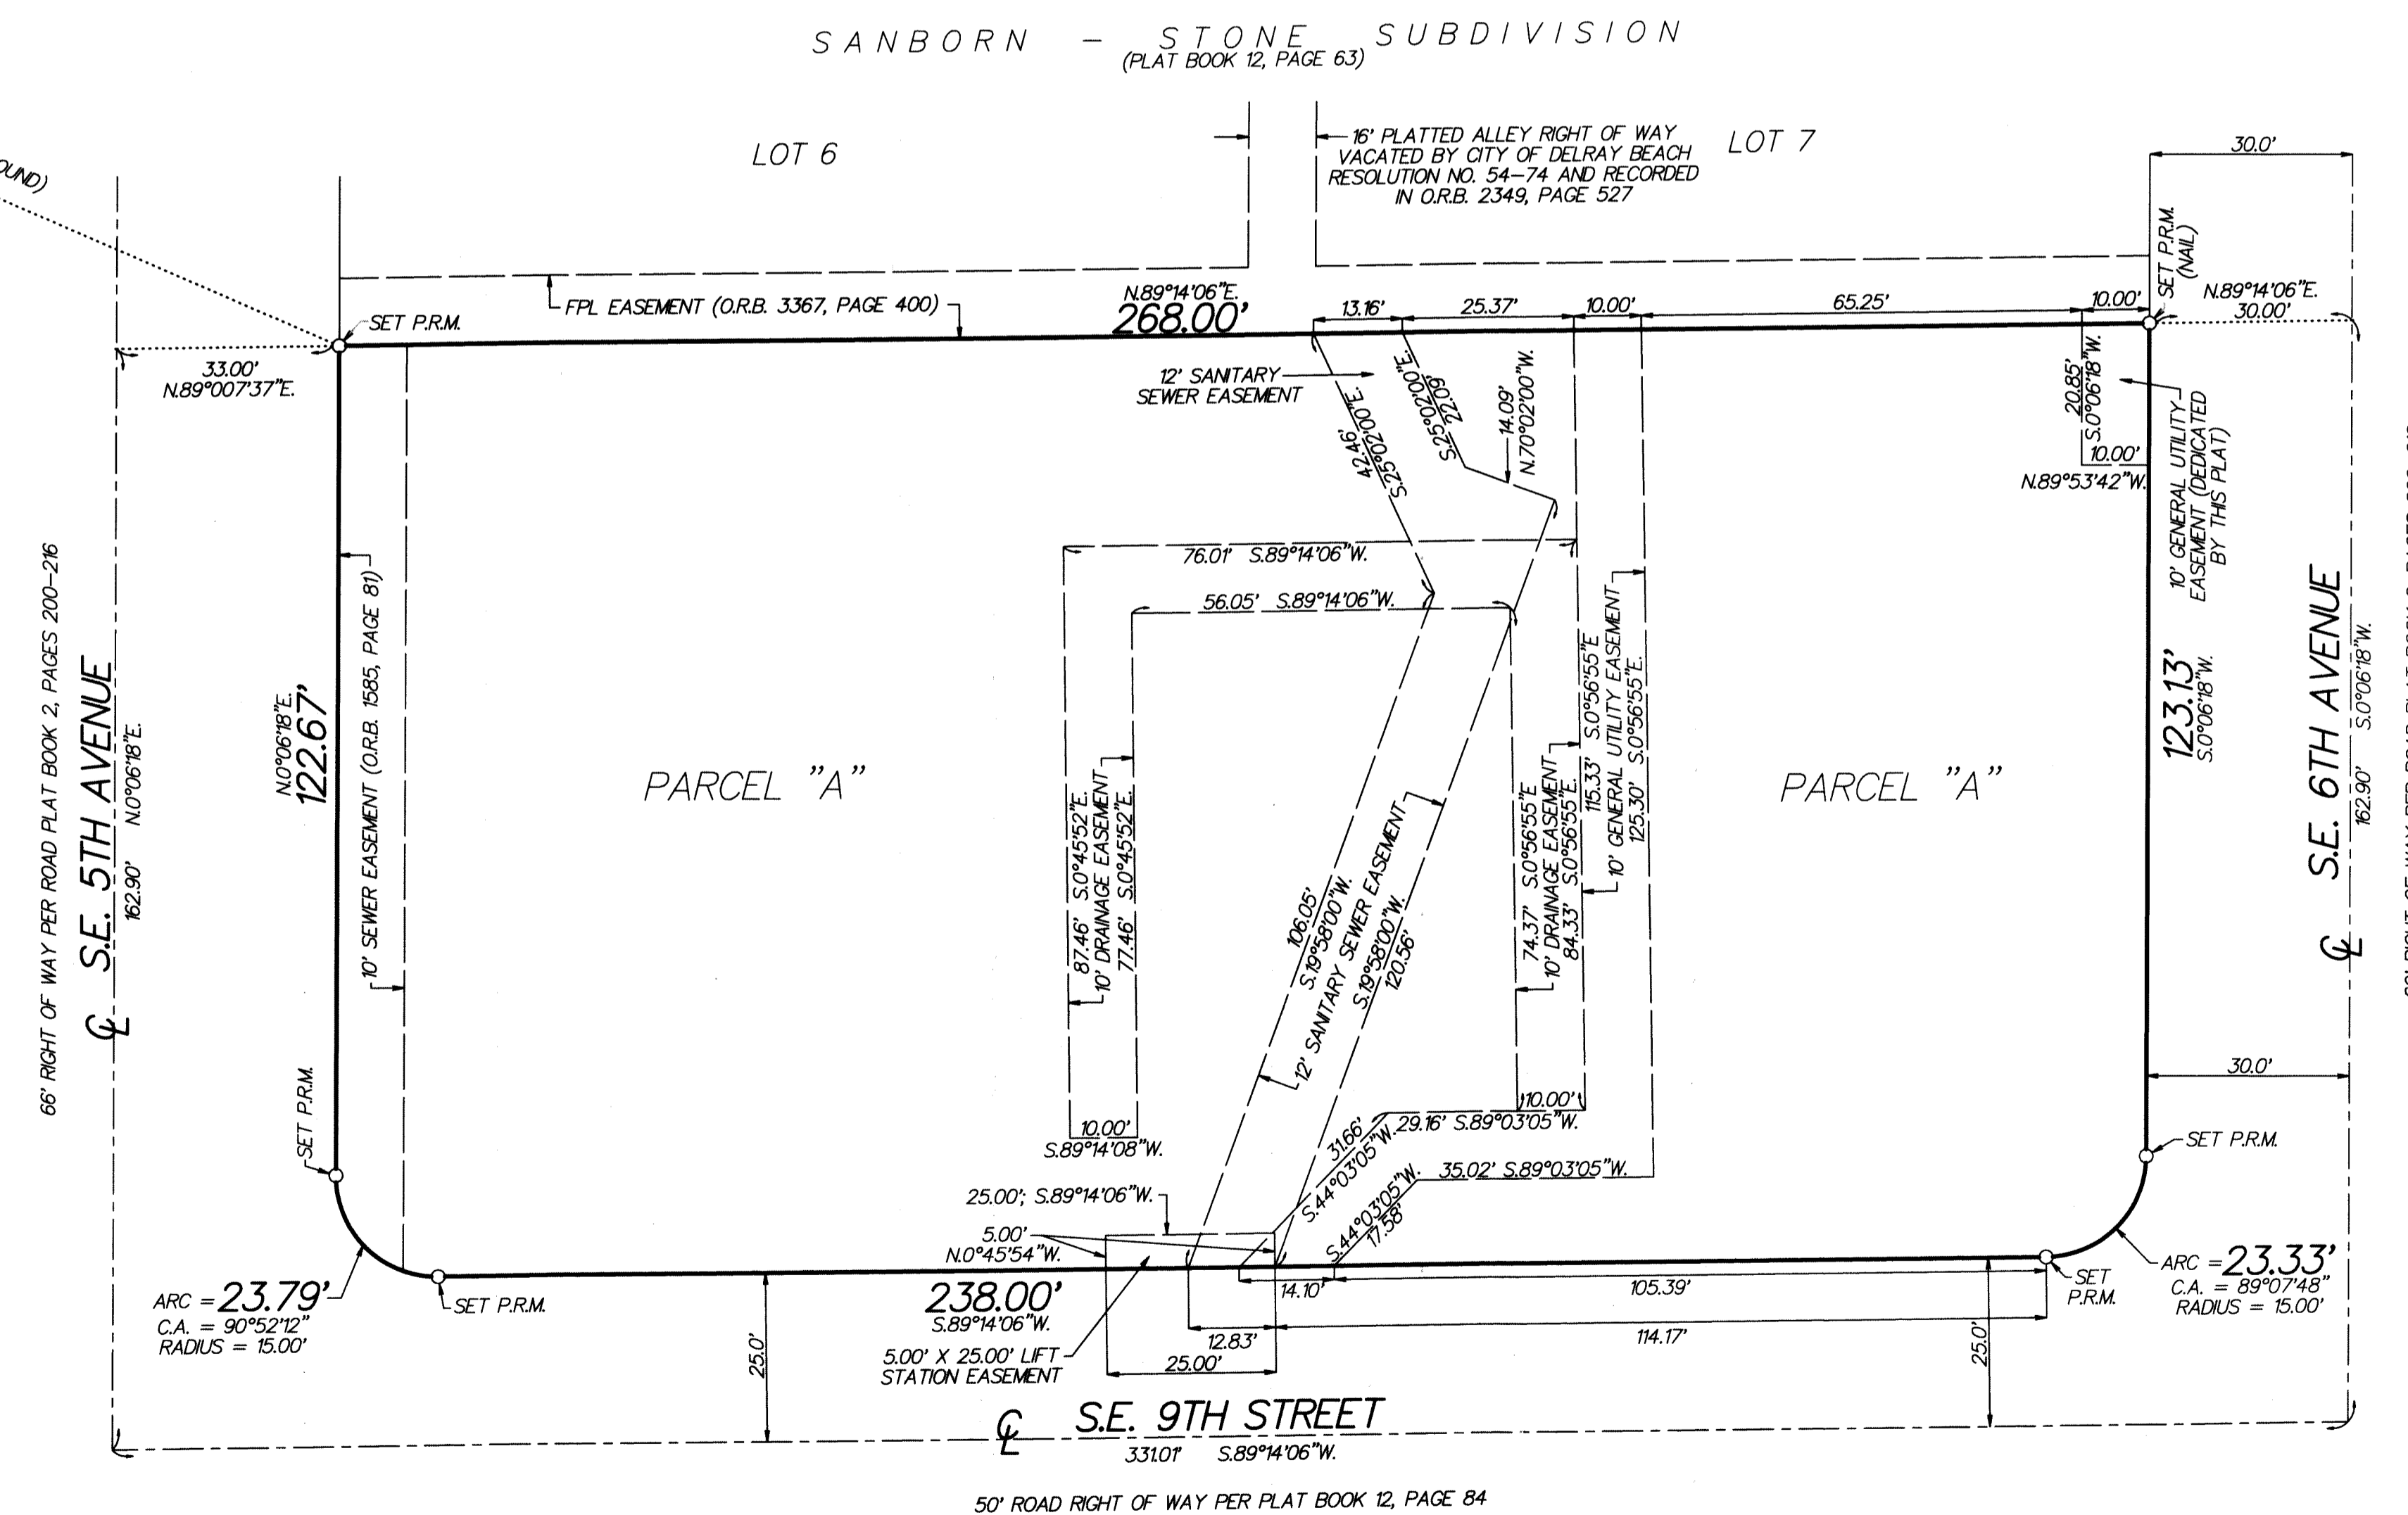 SANBORN – STONE SUBDIVISION
(PLAT BOOK 12, PAGE 63)
LOT 6
16' PLATTED ALLEY RIGHT OF WAY
VACATED BY CITY OF DELRAY BEACH
RESOLUTION NO. 54-74 AND RECORDED
IN O.R.B. 2349, PAGE 527
LOT 7
30.0'
SET P.R.M.
(NAIL)
N.89°14'06"E.
30.00'
FPL EASEMENT (O.R.B. 3367, PAGE 400)
SET P.R.M.
N.89°14'06"E.
268.00'
13.16'
25.37'
10.00'
65.25'
10.00'
33.00'
N.89°007'37"E.
12' SANITARY
SEWER EASEMENT
42.46'
S.25°02'00"E.
S.25°02'00"E.
22.09'
14.09'
N.70°02'00"W.
20.85'
S.0°06'18"W.
10.00'
N.89°53'42"W.
10' GENERAL UTILITY
EASEMENT (DEDICATED
BY THIS PLAT)
76.01' S.89°14'06"W.
56.05' S.89°14'06"W.
66' RIGHT OF WAY PER ROAD PLAT BOOK 2, PAGES 200-216
S.E. 5TH AVENUE
162.90' N.0°06'18"E.
N.0°06'18"E.
122.67'
10' SEWER EASEMENT (O.R.B. 1585, PAGE 81)
PARCEL "A"
87.46' S.0°45'52"E.
10' DRAINAGE EASEMENT
77.46' S.0°45'52"E.
106.05'
S.19°58'00"W.
12' SANITARY SEWER EASEMENT
S.19°58'00"W.
120.56'
74.37' S.0°56'55"E
10' DRAINAGE EASEMENT
84.33' S.0°56'55"E.
115.33' S.0°56'55"E
10' GENERAL UTILITY EASEMENT
125.30' S.0°56'55"E.
PARCEL "A"
123.13'
S.0°06'18"W.
S.E. 6TH AVENUE
162.90' S.0°06'18"W.
30.0'
SET P.R.M.
SET P.R.M.
10.00'
S.89°14'08"W.
10.00'
29.16' S.89°03'05"W.
31.66'
S.44°03'05"W.
35.02' S.89°03'05"W.
S.44°03'05"W.
17.58'
25.00'; S.89°14'06"W.
5.00'
N.0°45'54"W.
ARC = 23.79'
C.A. = 90°52'12"
RADIUS = 15.00'
SET P.R.M.
238.00'
S.89°14'06"W.
14.10'
105.39'
12.83'
114.17'
25.00'
5.00' X 25.00' LIFT
STATION EASEMENT
25.0'
25.0'
SET
P.R.M.
ARC = 23.33'
C.A. = 89°07'48"
RADIUS = 15.00'
S.E. 9TH STREET
331.01' S.89°14'06"W.
50' ROAD RIGHT OF WAY PER PLAT BOOK 12, PAGE 84